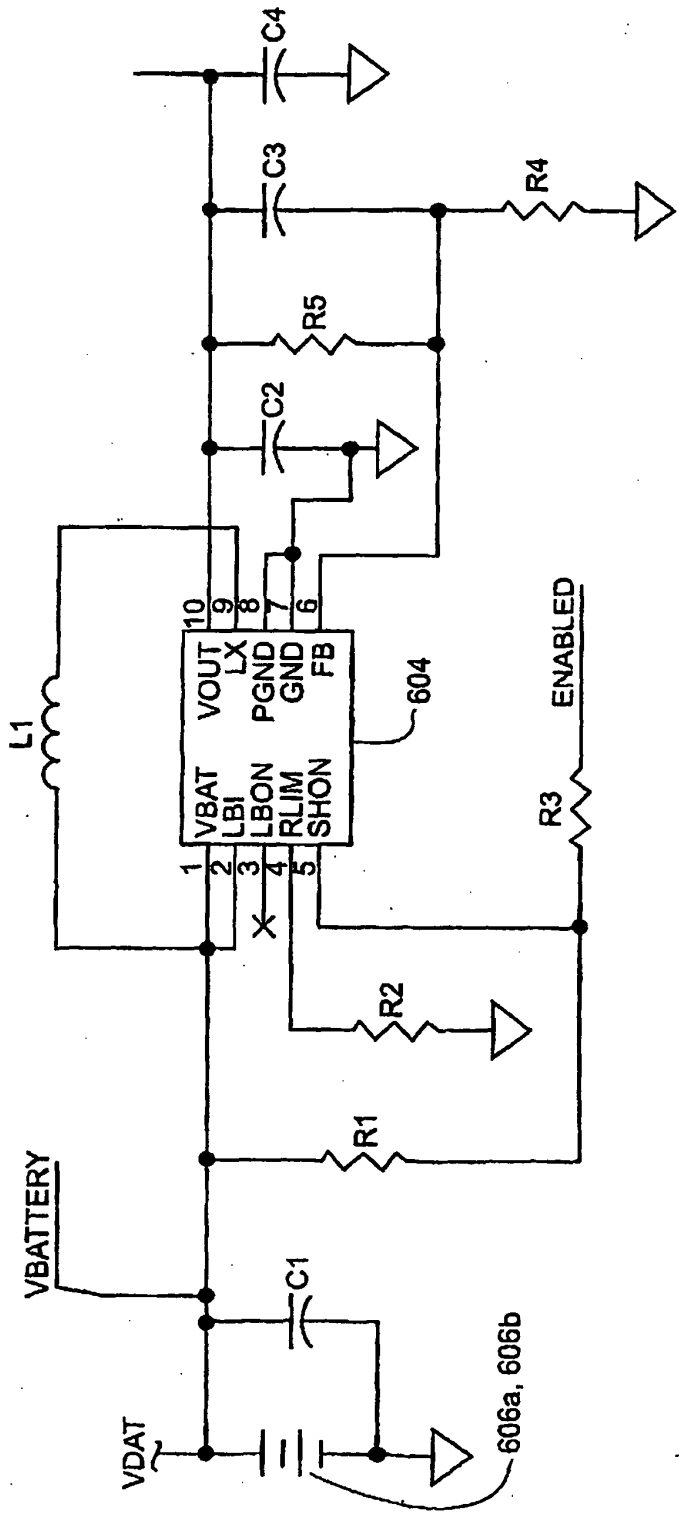 L1
C4
C3
C2
R5
R4
VBATTERY
VDAT
C1
606a, 606b
R1
R2
R3
ENABLED
604
1 VBAT
2 LBI
3 LBON
4 RLIM
5 SHON
VOUT 10
LX 9
PGND 8
GND 7
FB 6